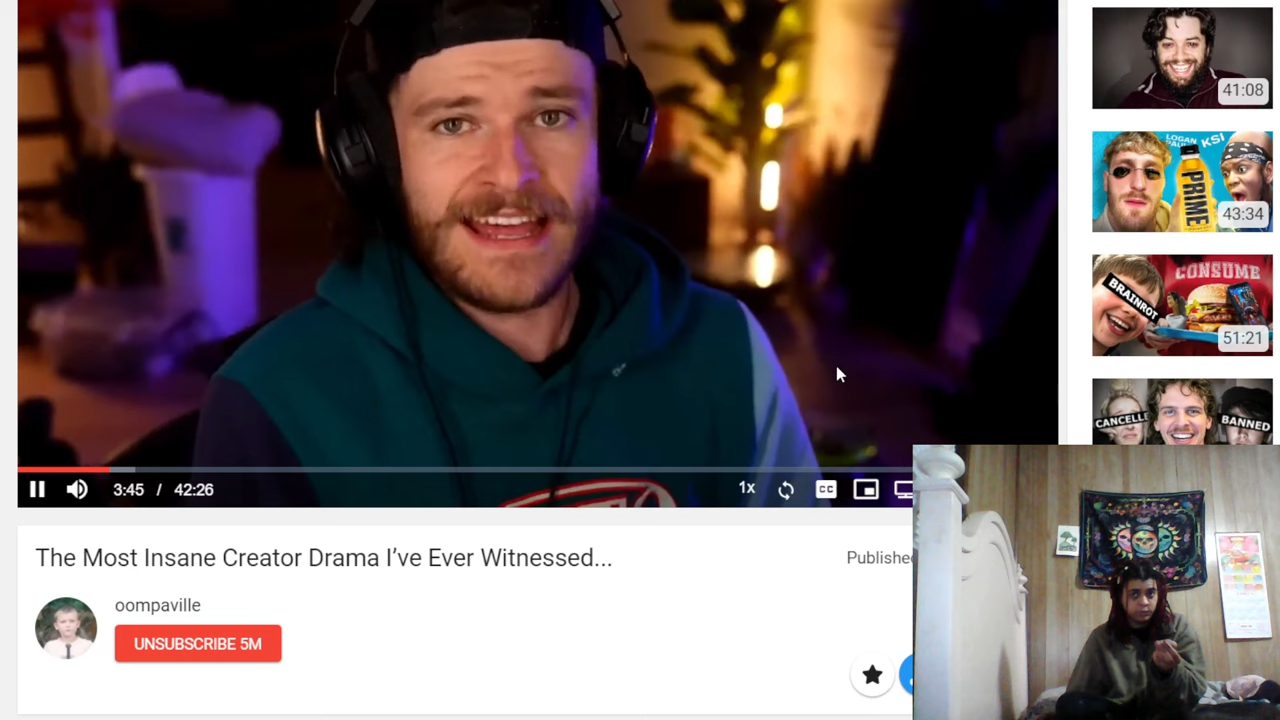 41:08
LOGAN PAUL KSI
PRIME
43:34
CONSUME
BRAINROT
51:21
CANCELLE
BANNED
3:45 / 42:26
1x
CC
The Most Insane Creator Drama I’ve Ever Witnessed...
Published
oompaville
UNSUBSCRIBE 5M